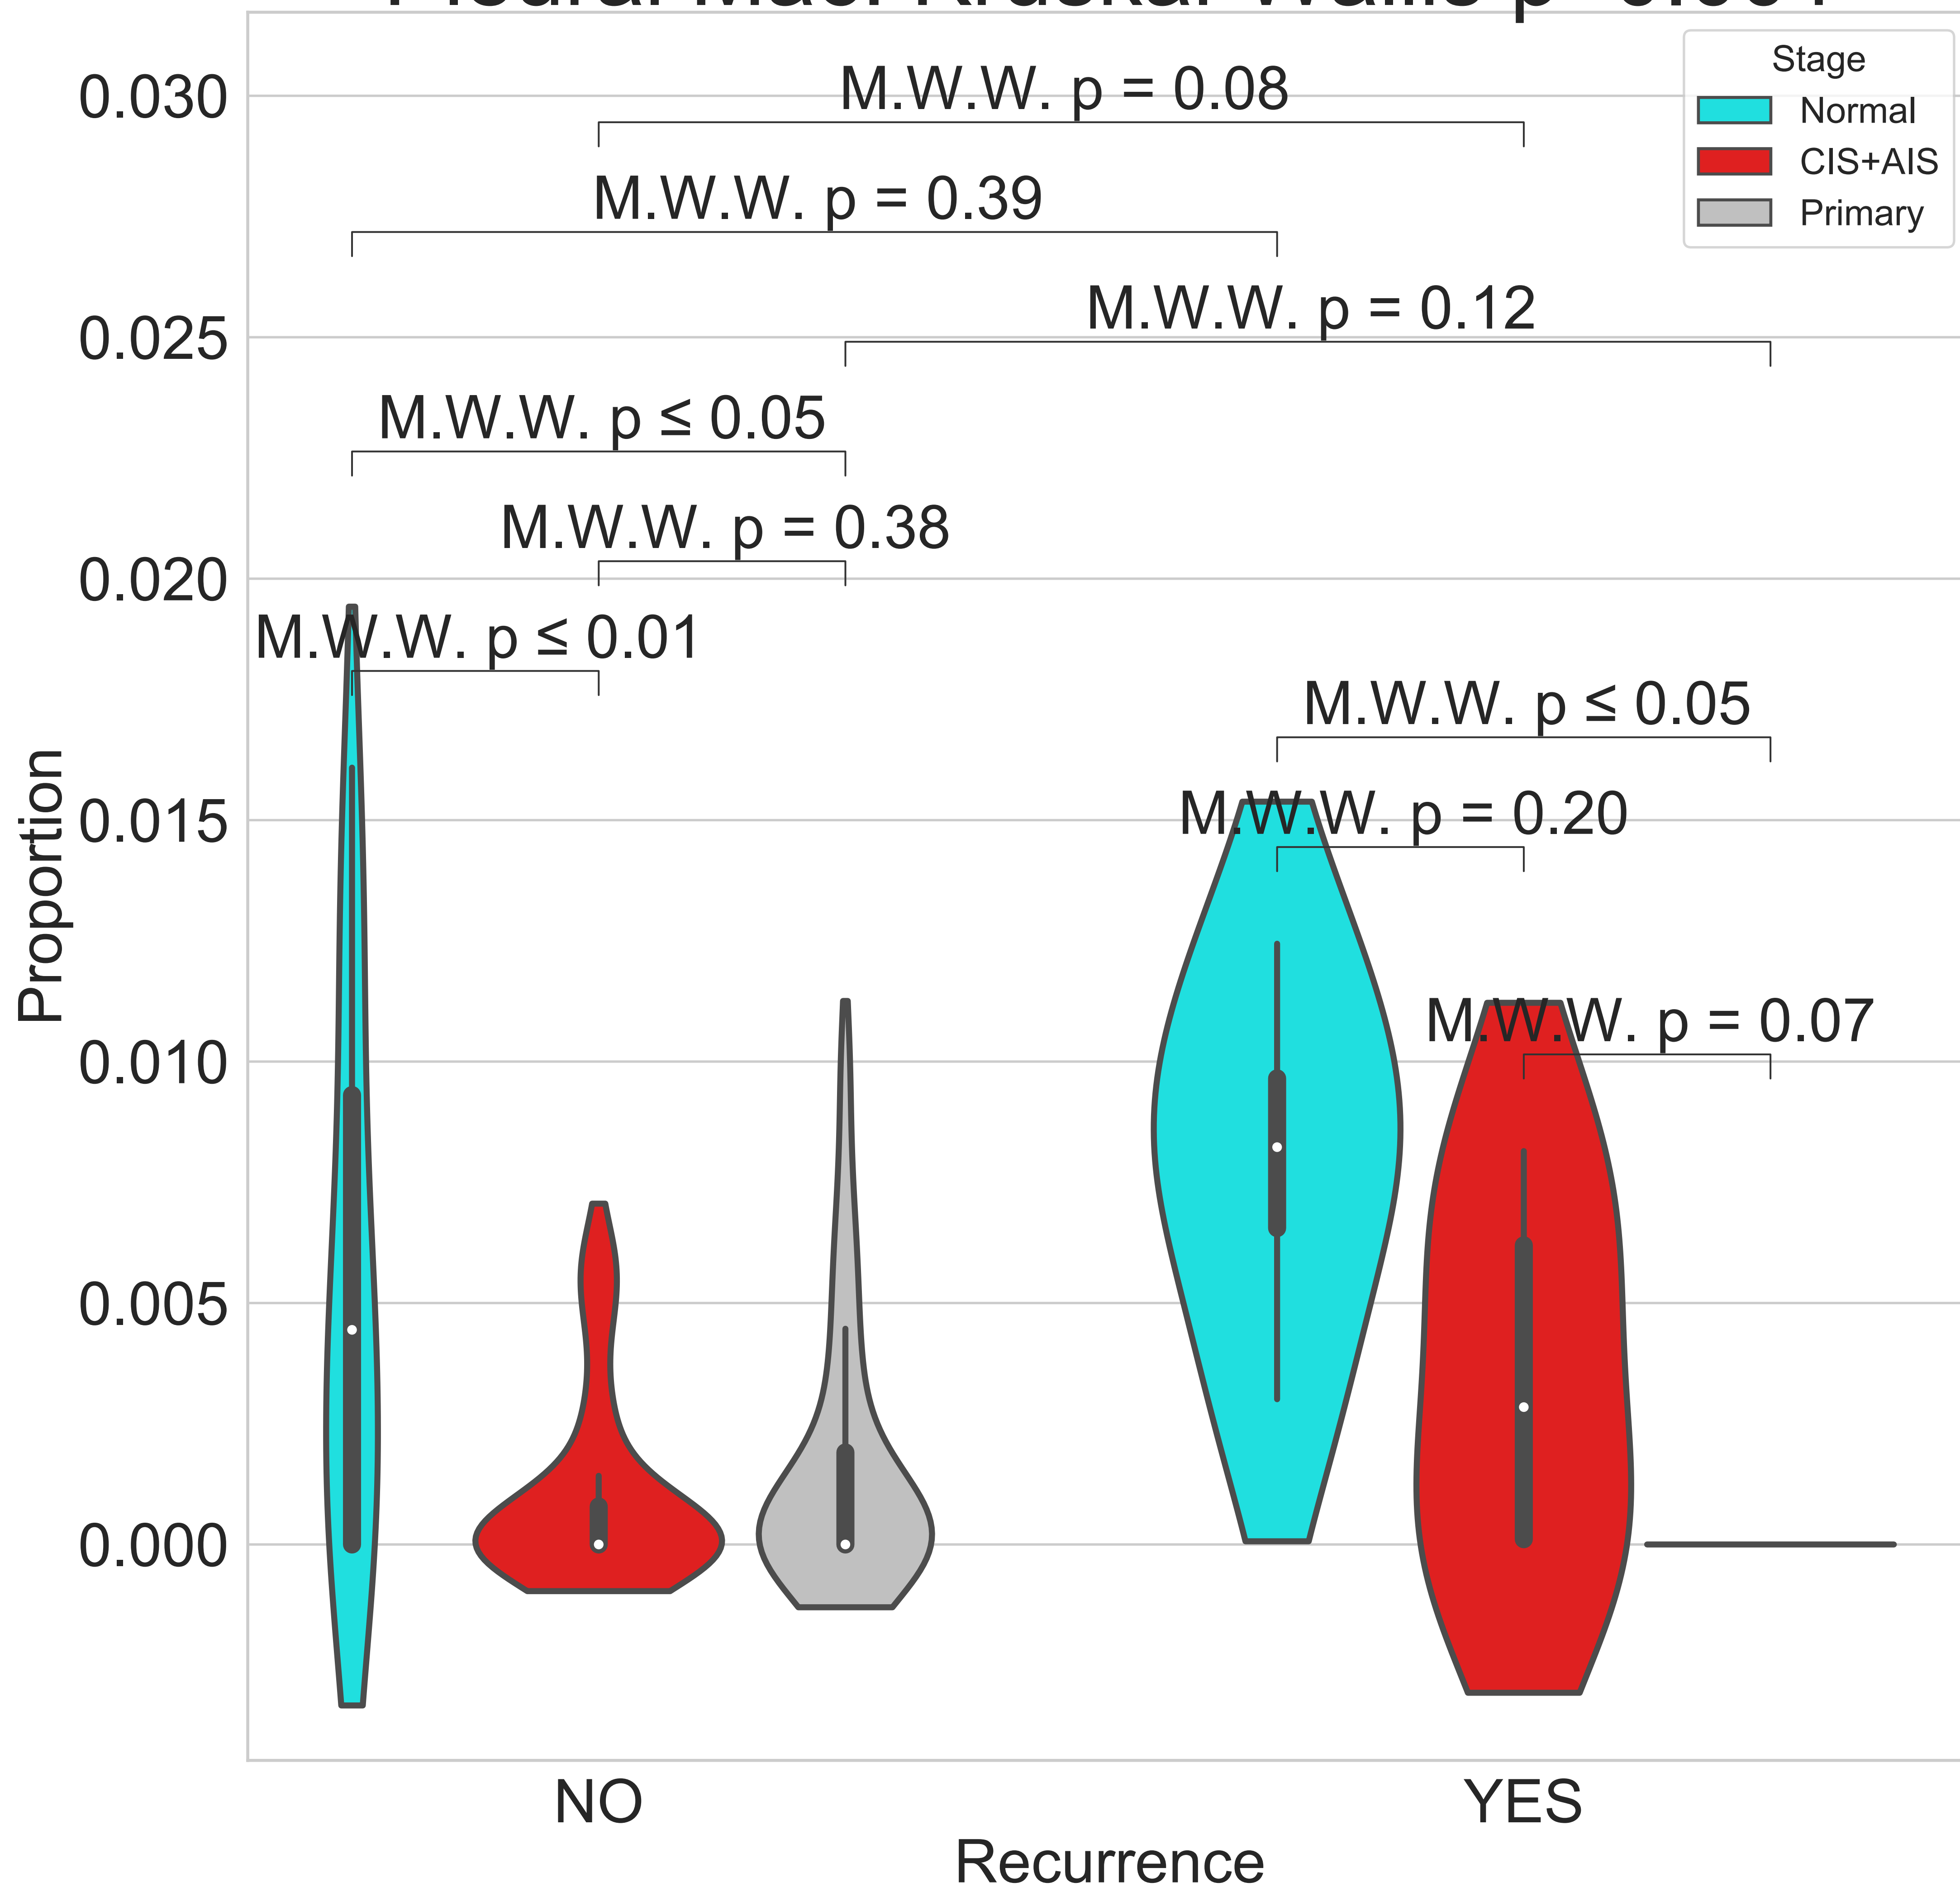 Stage
Normal
CIS+AIS
Primary
M.W.W. p = 0.08
M.W.W. p = 0.39
M.W.W. p = 0.12
M.W.W. p ≤ 0.05
M.W.W. p = 0.38
M.W.W. p ≤ 0.01
M.W.W. p ≤ 0.05
M.W.W. p = 0.20
M.W.W. p = 0.07
0.030
0.025
0.020
0.015
0.010
0.005
0.000
Proportion
NO
YES
Recurrence